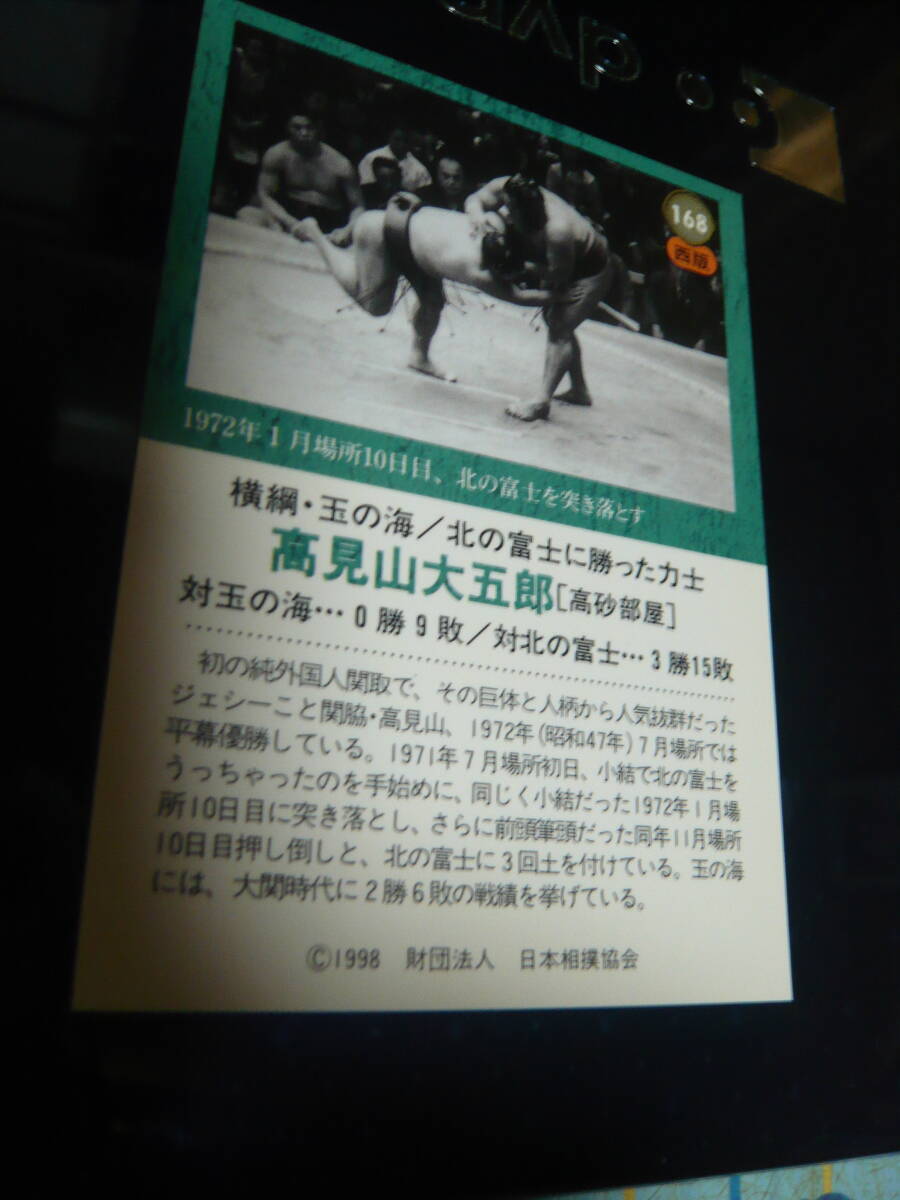 dvd
168
西版
1972年1月場所10日目、北の富士を突き落とす
横綱・玉の海／北の富士に勝った力士
高見山大五郎[高砂部屋]
対玉の海…0勝9敗／対北の富士…3勝15敗
初の純外国人関取で、その巨体と人柄から人気抜群だった
ジェシーこと関脇・高見山、1972年(昭和47年)7月場所では
平幕優勝している。1971年7月場所初日、小結で北の富士を
うっちゃったのを手始めに、同じく小結だった1972年1月場
所10日目に突き落とし、さらに前頭筆頭だった同年11月場所
10日目押し倒しと、北の富士に3回土を付けている。玉の海
には、大関時代に2勝6敗の戦績を挙げている。
©1998 財団法人 日本相撲協会